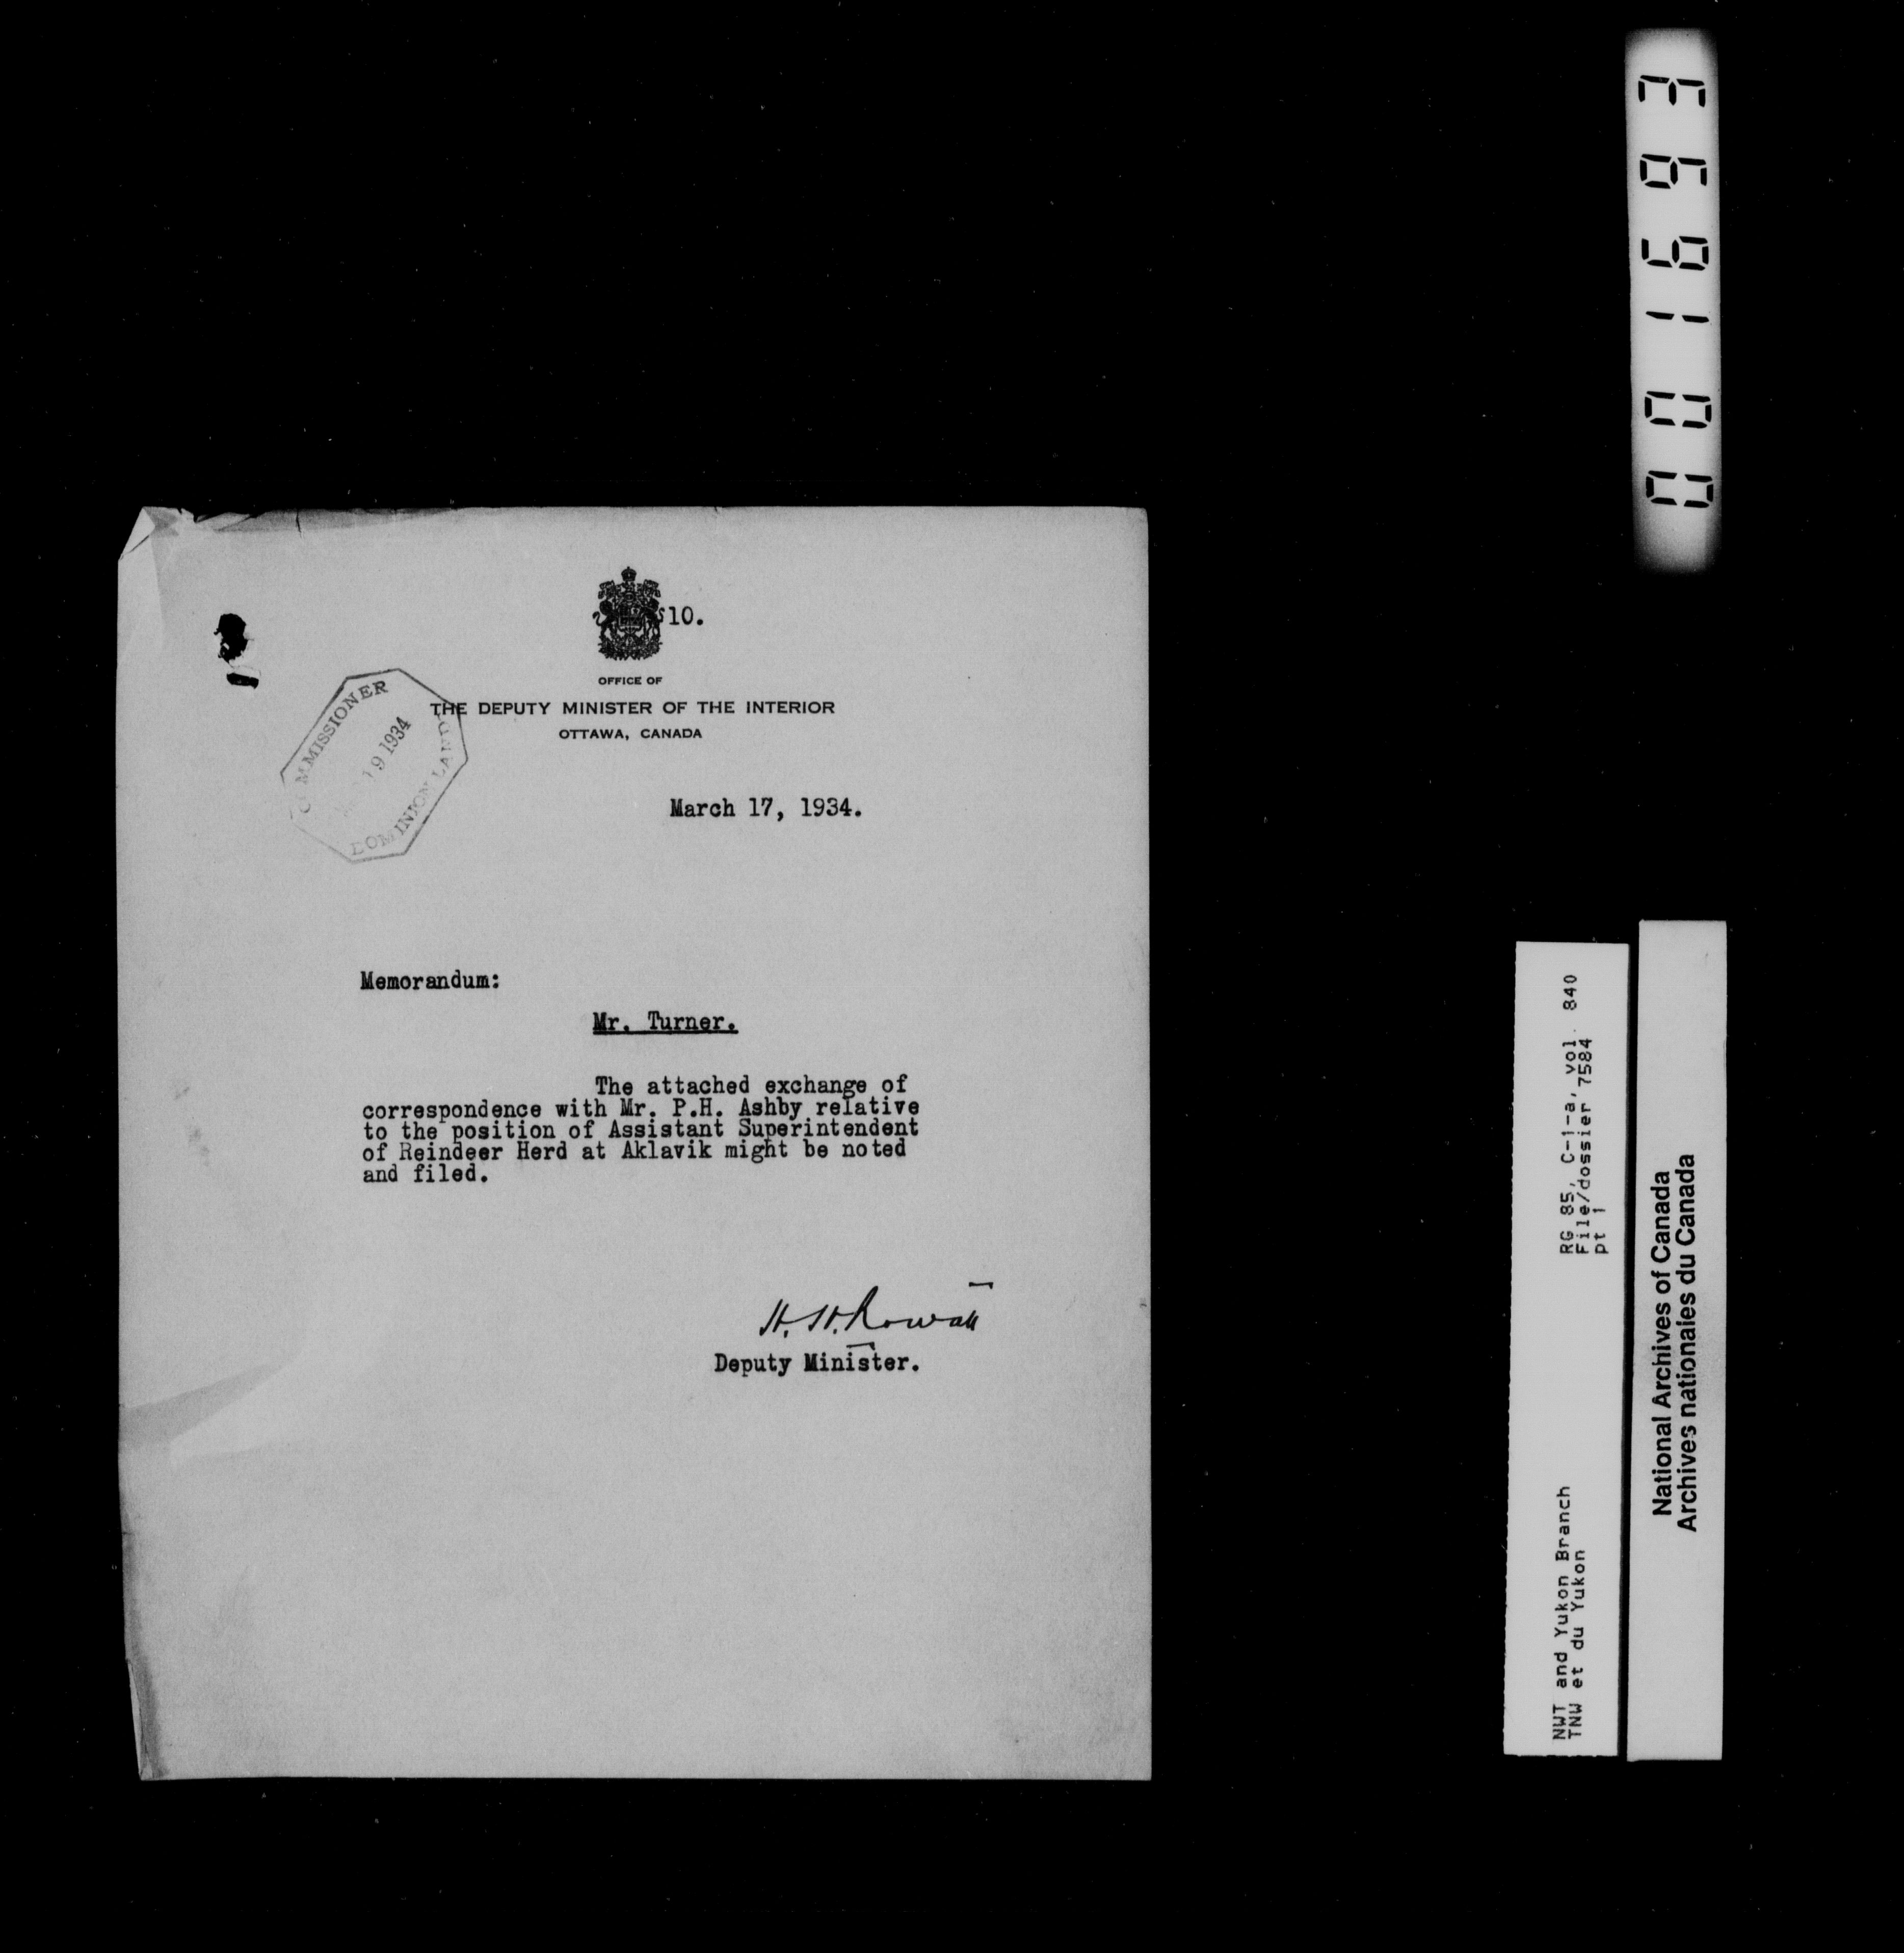 10.
OFFICE OF
THE DEPUTY MINISTER OF THE INTERIOR
OTTAWA, CANADA
COMMISSIONER
19 1934
DOMINION LANDS
March 17, 1934.
Memorandum:
Mr. Turner.
The attached exchange of
correspondence with Mr. P.H. Ashby relative
to the position of Assistant Superintendent
of Reindeer Herd at Aklavik might be noted
and filed.
H. H. Rowatt
Deputy Minister.
001693
NWT and Yukon Branch
TNW et du Yukon
RG 85, C-1-a, vol. 840
File/dossier 7584
pt 1
National Archives of Canada
Archives nationales du Canada